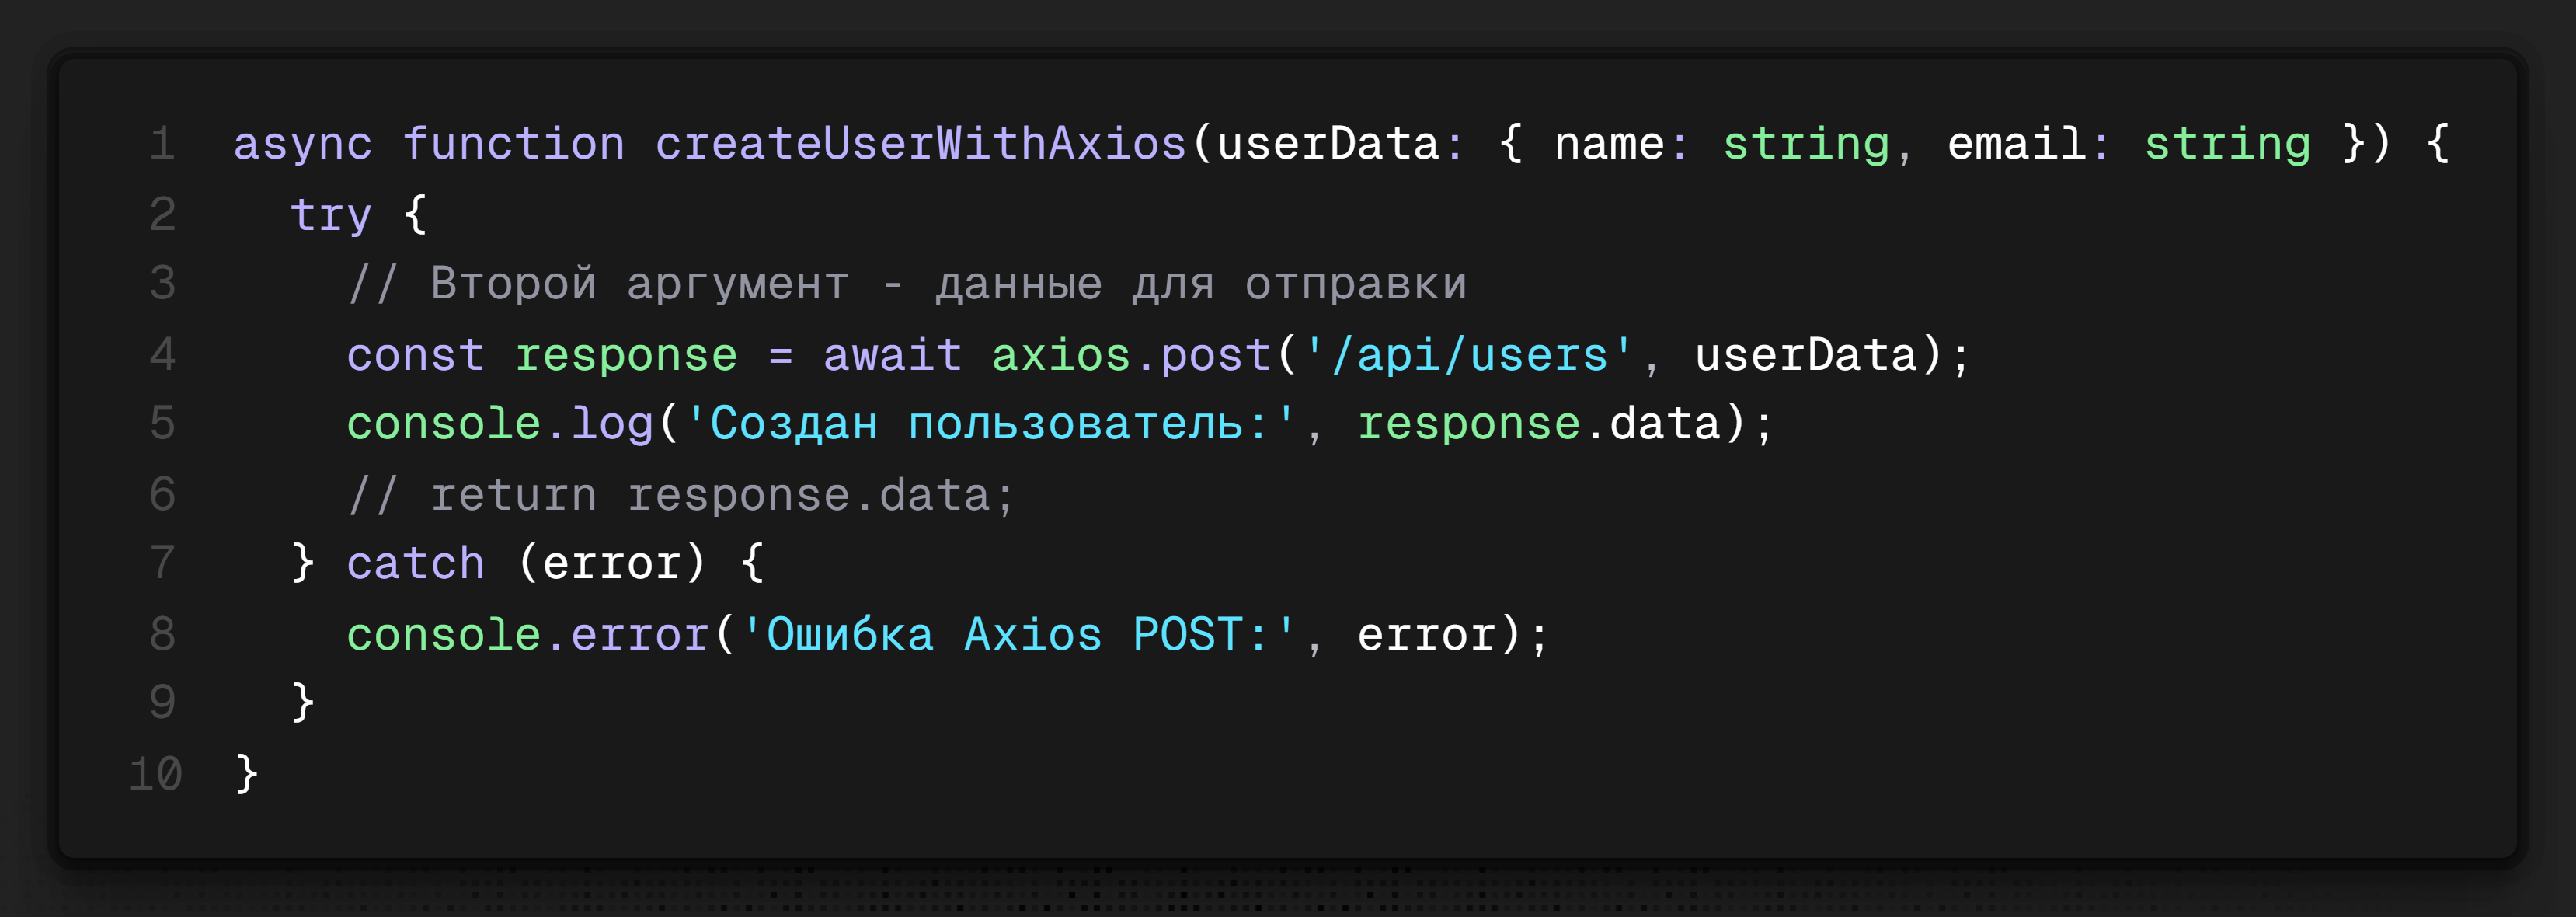 1 async function createUserWithAxios(userData: { name: string, email: string }) {
2   try {
3     // Второй аргумент - данные для отправки
4     const response = await axios.post('/api/users', userData);
5     console.log('Создан пользователь:', response.data);
6     // return response.data;
7   } catch (error) {
8     console.error('Ошибка Axios POST:', error);
9   }
10 }